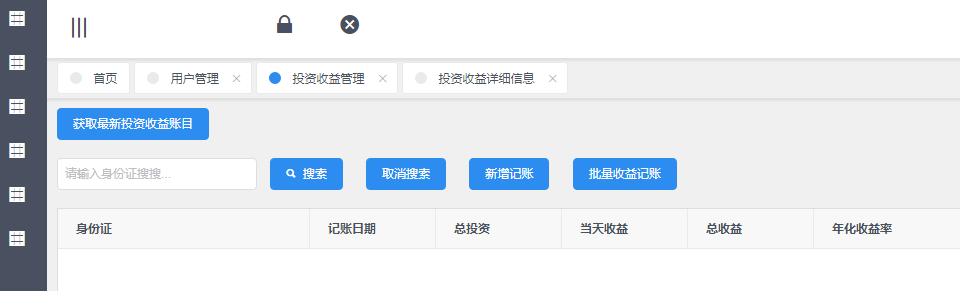 首页 用户管理 投资收益管理 投资收益详细信息
获取最新投资收益账目
请输入身份证搜搜... 搜索 取消搜索 新增记账 批量收益记账
身份证 记账日期 总投资 当天收益 总收益 年化收益率